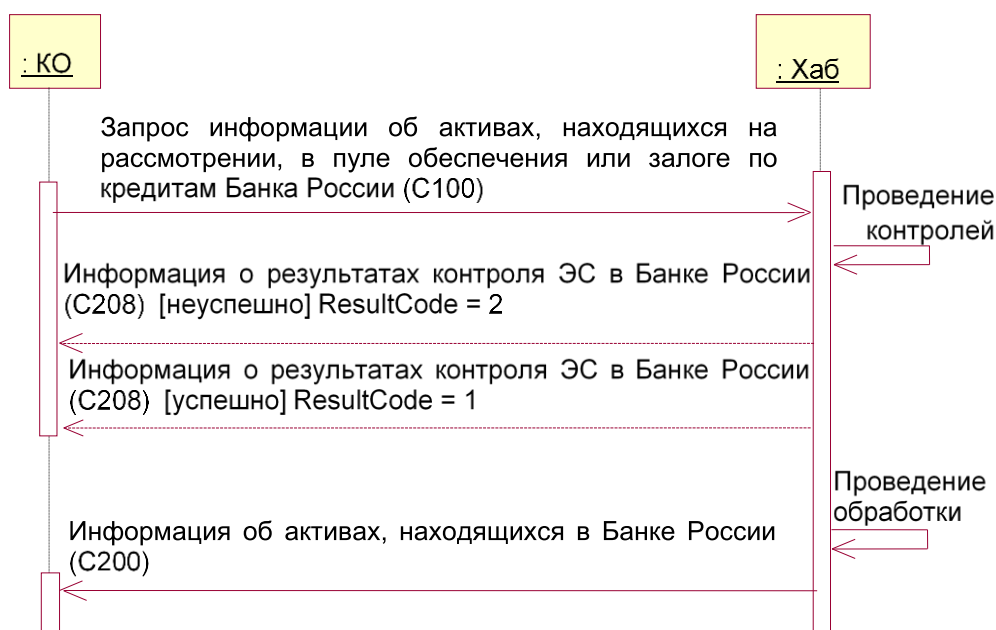 : КО
: Хаб
Запрос информации об активах, находящихся на
рассмотрении, в пуле обеспечения или залоге по
кредитам Банка России (С100)
Проведение
контролей
Информация о результатах контроля ЭС в Банке России
(С208) [неуспешно] ResultCode = 2
Информация о результатах контроля ЭС в Банке России
(С208) [успешно] ResultCode = 1
Проведение
обработки
Информация об активах, находящихся в Банке России
(С200)